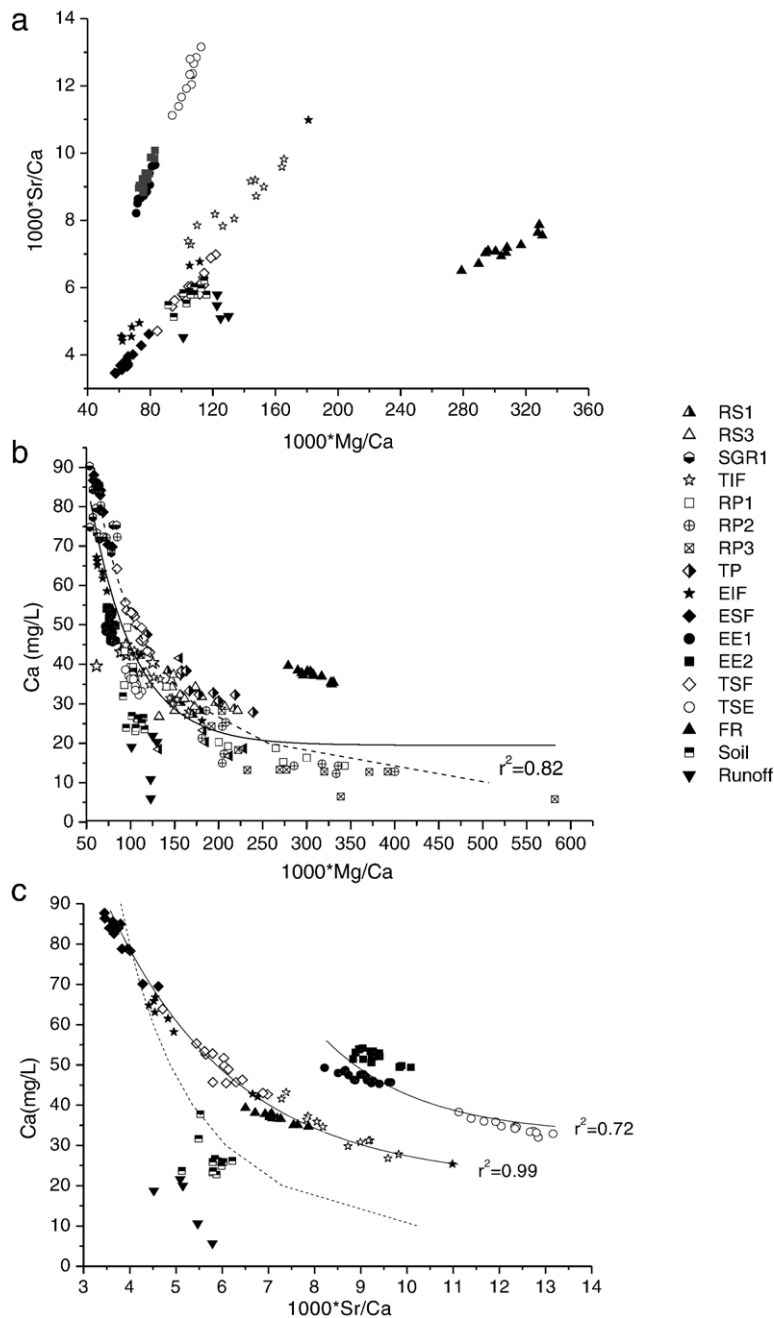 a
14
12
10
8
6
4
1000*Sr/Ca
40 80 120 160 200 240 280 320 360
1000*Mg/Ca
b
90
80
70
60
50
40
30
20
10
0
Ca (mg/L)
r²=0.82
50 100 150 200 250 300 350 400 450 500 550 600
1000*Mg/Ca
RS1
RS3
SGR1
TIF
RP1
RP2
RP3
TP
EIF
ESF
EE1
EE2
TSF
TSE
FR
Soil
Runoff
c
90
80
70
60
50
40
30
20
10
0
Ca(mg/L)
r²=0.72
r²=0.99
3 4 5 6 7 8 9 10 11 12 13 14
1000*Sr/Ca